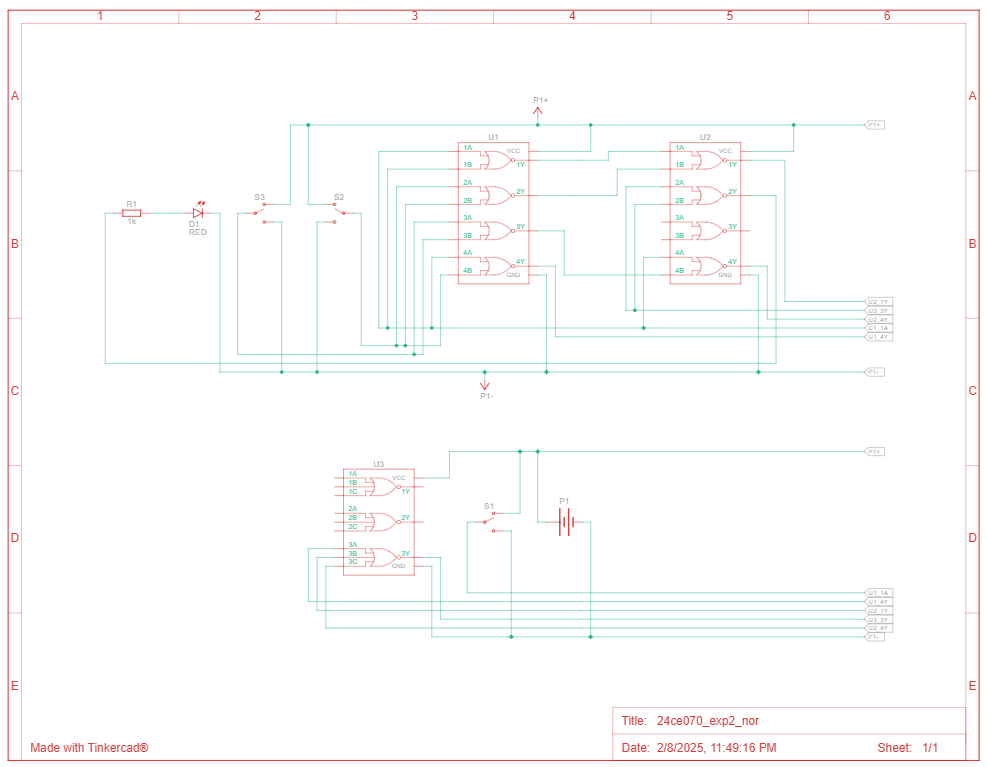 1 2 3 4 5 6
A A
P1+
P1+
U1 U2
1A VCC 1A VCC
1B 1Y 1B 1Y
2A 2A
2B 2Y 2B 2Y
S3 S2
R1
1k
D1
RED
3A 3A
3B 3Y 3B 3Y
B B
4A 4A
4B 4Y 4B 4Y
GND GND
U2_1Y
U3_3Y
U2_4Y
U1_1A
U1_4Y
P1-
P1-
C C
P1+
U3
1A VCC
1B
1C 1Y
2A
2B 2Y
2C
3A
3B 3Y
3C GND
S1 P1
D D
U1_1A
U1_4Y
U2_1Y
U3_3Y
U2_4Y
P1-
E E
Title: 24ce070_exp2_nor
Made with Tinkercad® Date: 2/8/2025, 11:49:16 PM Sheet: 1/1